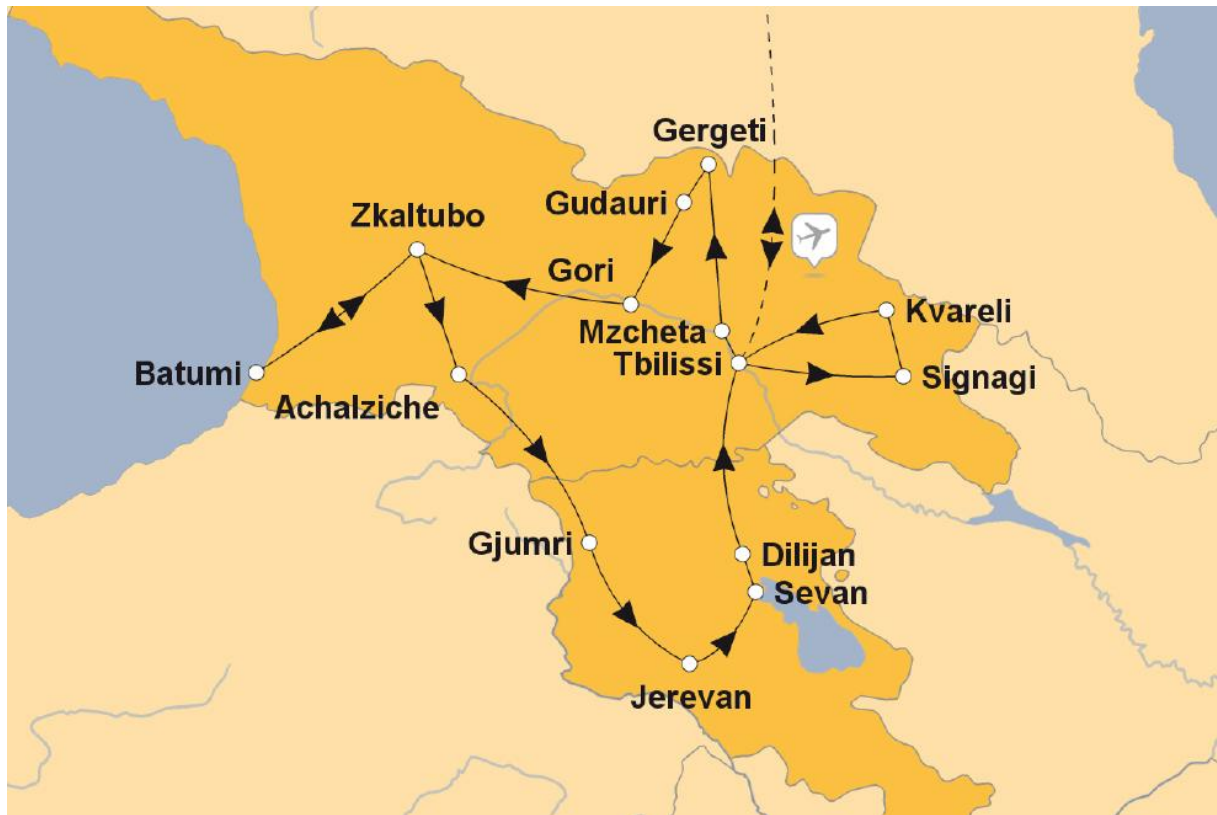 Gergeti
Gudauri
Zkaltubo
Gori
Kvareli
Mzcheta
Tbilissi
Batumi
Signagi
Achalziche
Gjumri
Dilijan
Sevan
Jerevan